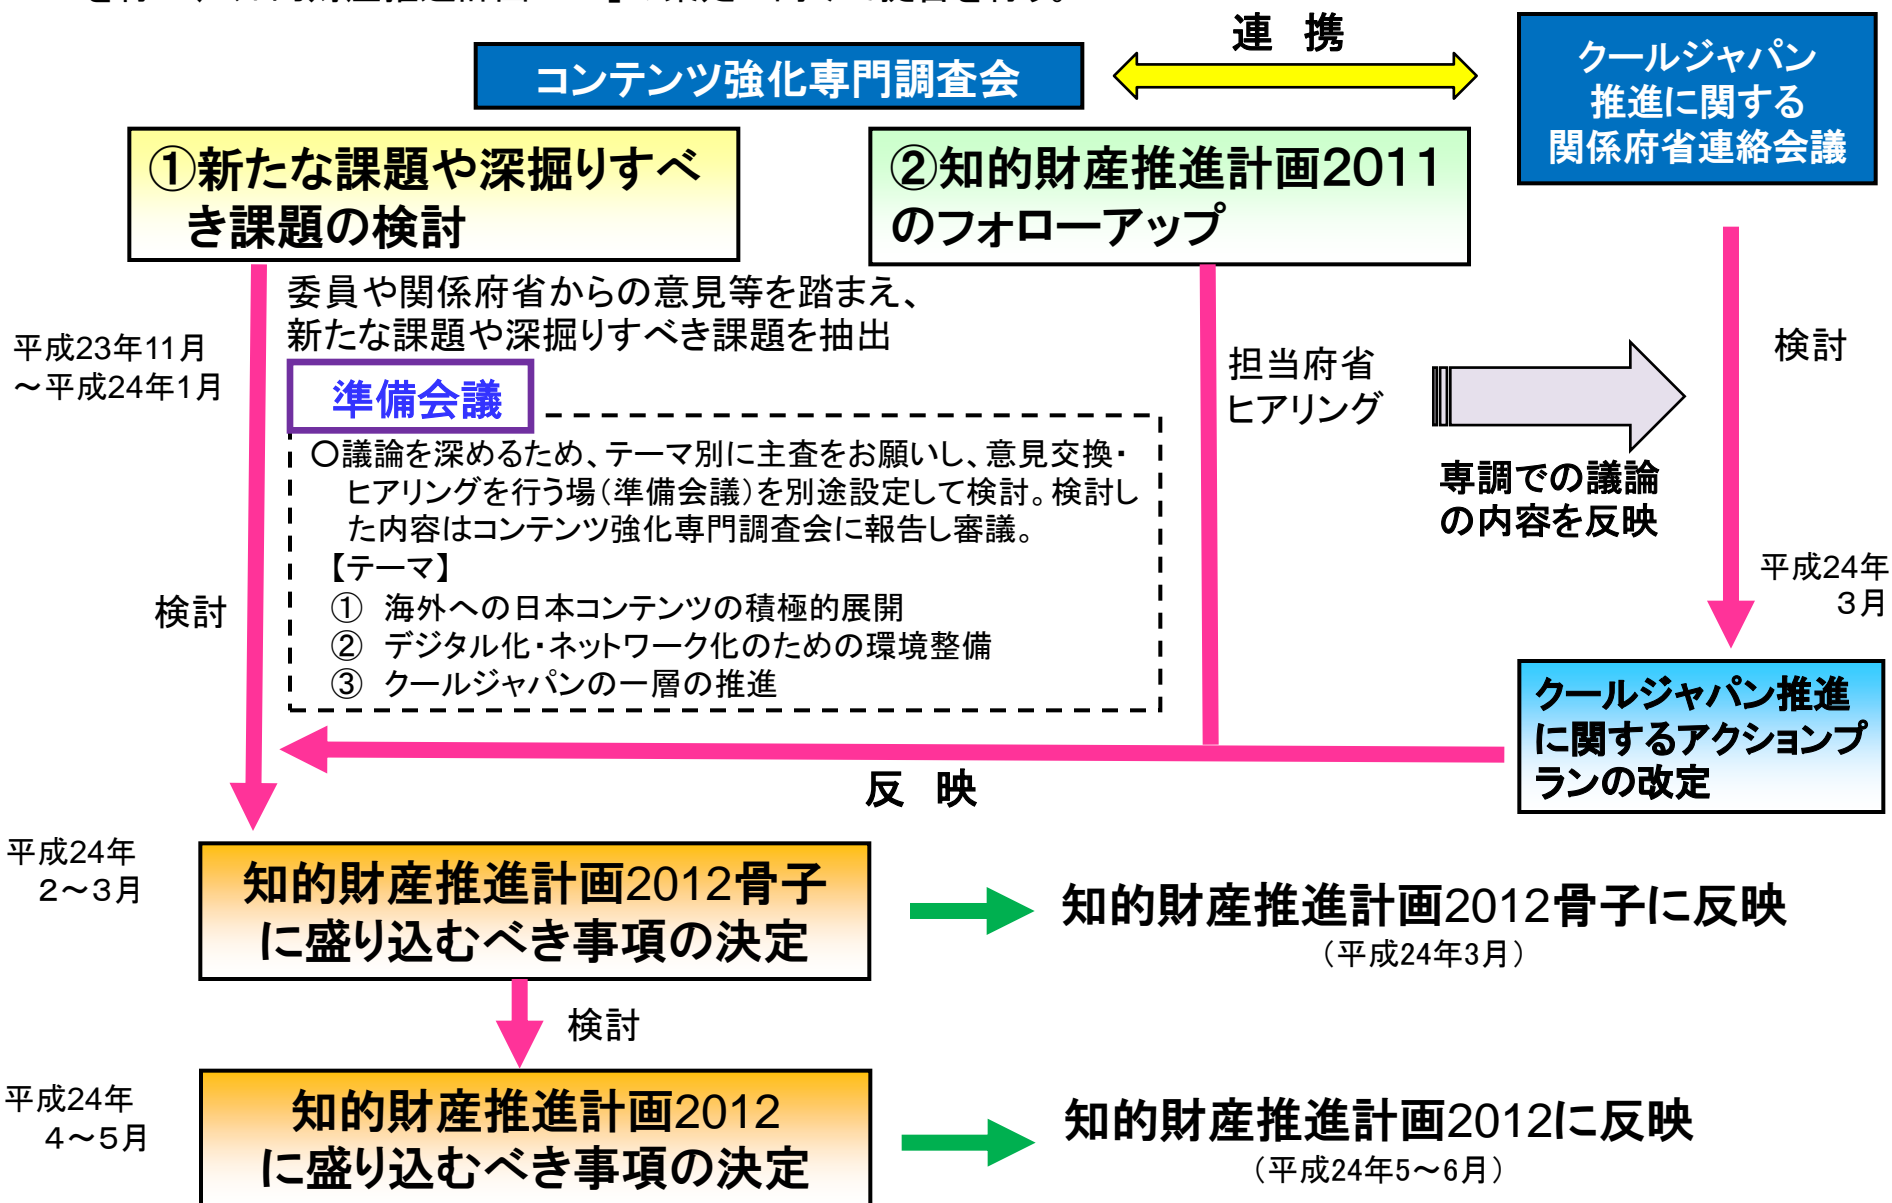 連　携
コンテンツ強化専門調査会
クールジャパン
推進に関する
関係府省連絡会議
①新たな課題や深掘りすべ
き課題の検討
②知的財産推進計画2011
のフォローアップ
委員や関係府省からの意見等を踏まえ、
新たな課題や深掘りすべき課題を抽出
平成23年11月
～平成24年1月
準備会議
担当府省
ヒアリング
検討
○議論を深めるため、テーマ別に主査をお願いし、意見交換・
ヒアリングを行う場（準備会議）を別途設定して検討。検討し
た内容はコンテンツ強化専門調査会に報告し審議。
【テーマ】
①　海外への日本コンテンツの積極的展開
②　デジタル化・ネットワーク化のための環境整備
③　クールジャパンの一層の推進
専調での議論
の内容を反映
検討
平成24年
3月
クールジャパン推進
に関するアクションプ
ランの改定
反　映
平成24年
2～3月
知的財産推進計画2012骨子
に盛り込むべき事項の決定
知的財産推進計画2012骨子に反映
（平成24年3月）
検討
平成24年
4～5月
知的財産推進計画2012
に盛り込むべき事項の決定
知的財産推進計画2012に反映
（平成24年5～6月）